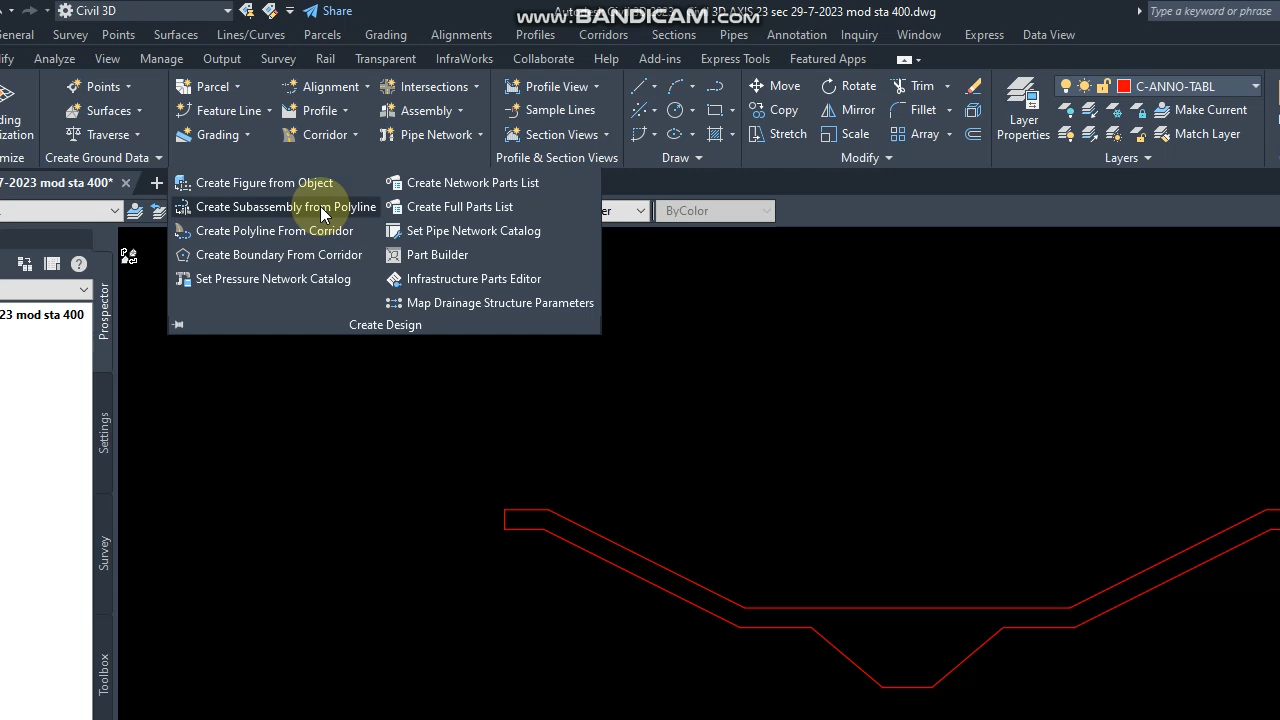 Civil 3D
Share
www.BANDICAM.com
Civil 3D AXIS 23 sec 29-7-2023 mod sta 400.dwg
Type a keyword or phrase
General Survey Points Surfaces Lines/Curves Parcels Grading Alignments Profiles Corridors Sections Pipes Annotation Inquiry Window Express Data View
Analyze View Manage Output Survey Rail Transparent InfraWorks Collaborate Help Add-ins Express Tools Featured Apps
Points Parcel Alignment Intersections Profile View Move Rotate Trim C-ANNO-TABL
Surfaces Feature Line Profile Assembly Sample Lines Copy Mirror Fillet Make Current
Traverse Grading Corridor Pipe Network Section Views Stretch Scale Array Layer Properties Match Layer
Create Ground Data Profile & Section Views Draw Modify Layers
7-2023 mod sta 400*
Create Figure from Object Create Network Parts List
Create Subassembly from Polyline Create Full Parts List
ByColor
Create Polyline From Corridor Set Pipe Network Catalog
Create Boundary From Corridor Part Builder
Set Pressure Network Catalog Infrastructure Parts Editor
Map Drainage Structure Parameters
Create Design
23 mod sta 400
Prospector
Settings
Survey
Toolbox